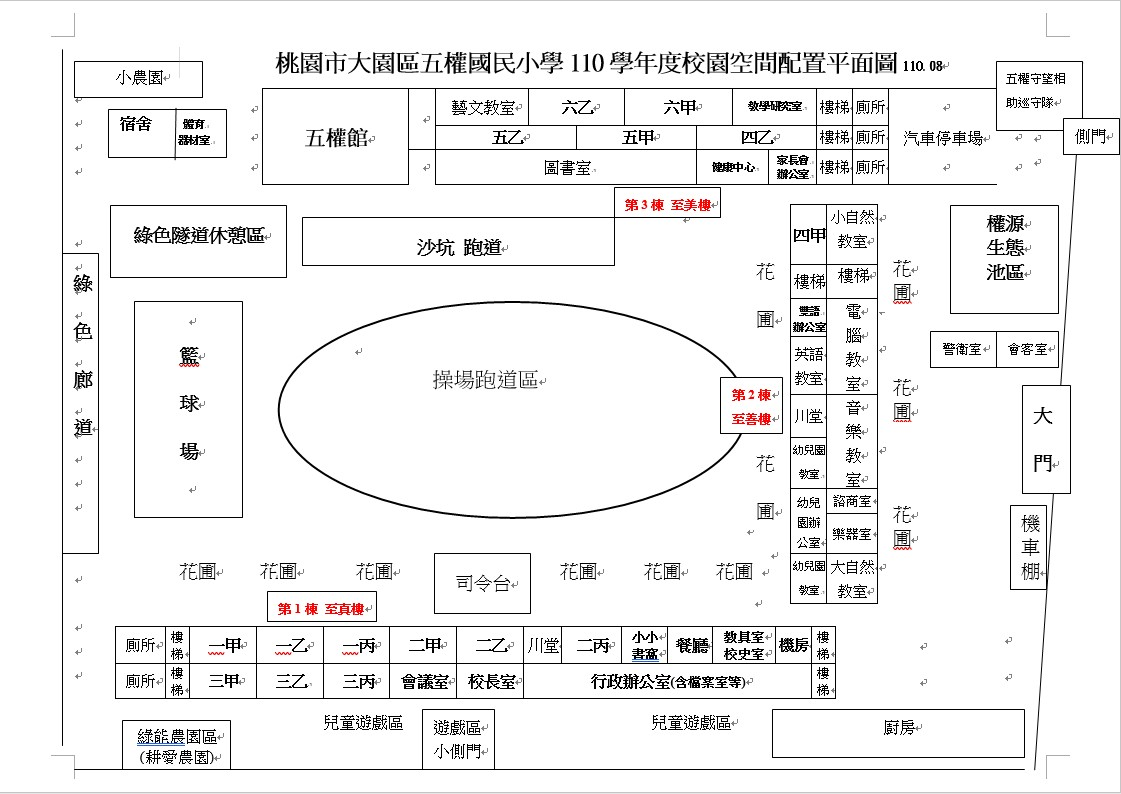 桃園市大園區五權國民小學 110 學年度校園空間配置平面圖 110. 08
小農園
五權守望相
助巡守隊
側門
宿舍
體育
器材室
五權館
藝文教室
六乙
六甲
教學研究室
樓梯
廁所
五乙
五甲
四乙
樓梯
廁所
圖書室
健康中心
家長會
辦公室
樓梯
廁所
汽車停車場
第3棟 至美樓
綠色隧道休憩區
沙坑 跑道
四甲
小自然
教室
樓梯
樓梯
雙語
辦公室
電
腦
教
室
英語
教室
川堂
音
樂
教
室
幼兒園
教室
幼兒
園辦
公室
諮商室
樂器室
幼兒園
教室
大自然
教室
權源
生態
池區
花
圃
花
圃
警衛室
會客室
綠
色
廊
道
籃
球
場
操場跑道區
第2棟
至善樓
花
圃
大
門
花
圃
花
圃
機
車
棚
花圃
花圃
花圃
司令台
花圃
花圃
花圃
第1棟 至真樓
廁所
樓
梯
一甲
一乙
一丙
二甲
二乙
川堂
二丙
小小
書窩
餐廳
教具室
校史室
機房
樓
梯
廁所
樓
梯
三甲
三乙
三丙
會議室
校長室
行政辦公室(含檔案室等)
樓
梯
綠能農園區
(耕愛農園)
兒童遊戲區
遊戲區
小側門
兒童遊戲區
廚房